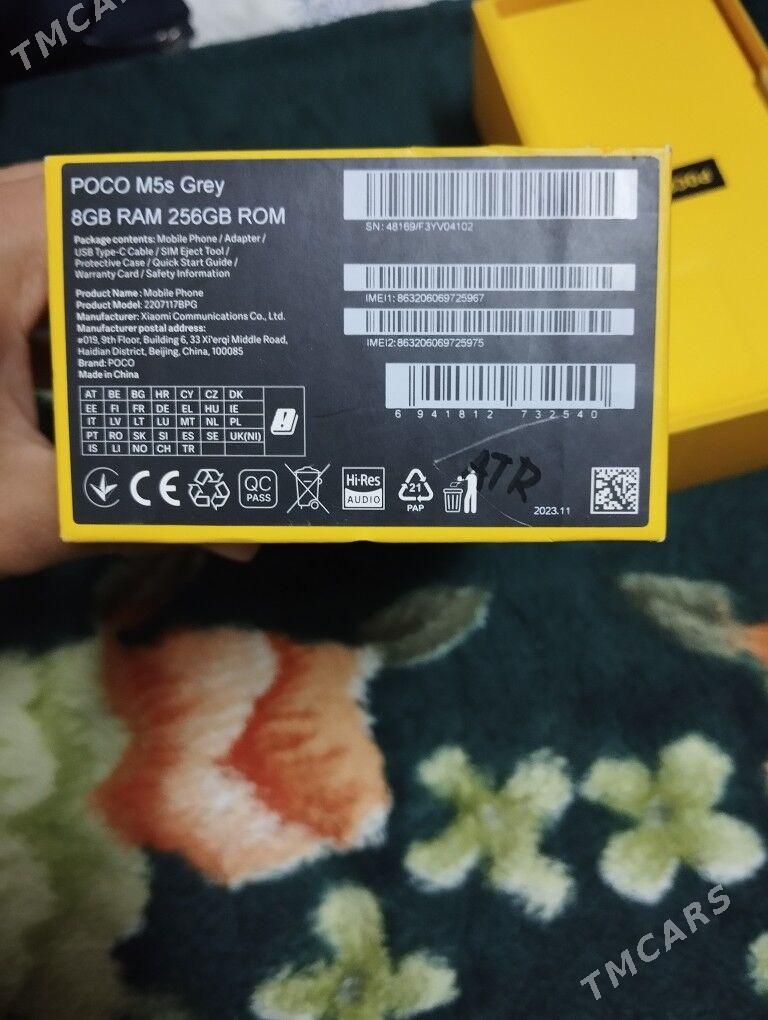 TMCARS
POCO
POCO M5s Grey
8GB RAM 256GB ROM
Package contents: Mobile Phone / Adapter /
USB Type-C Cable / SIM Eject Tool /
Protective Case / Quick Start Guide /
Warranty Card / Safety Information
Product Name: Mobile Phone
Product Model: 2207117BPG
Manufacturer: Xiaomi Communications Co., Ltd.
Manufacturer postal address:
#019, 9th Floor, Building 6, 33 Xi'erqi Middle Road,
Haidian District, Beijing, China, 100085
Brand: POCO
Made in China
SN: 48169/F3YV04102
IMEI1: 863206069725967
IMEI2: 863206069725975
6 941812 732540
AT BE BG HR CY CZ DK
EE FI FR DE EL HU IE
IT LV LT LU MT NL PL
PT RO SK SI ES SE UK(NI)
IS LI NO CH TR
CE
QC
PASS
Hi-Res
AUDIO
21
PAP
ATR
2023.11
TMCARS